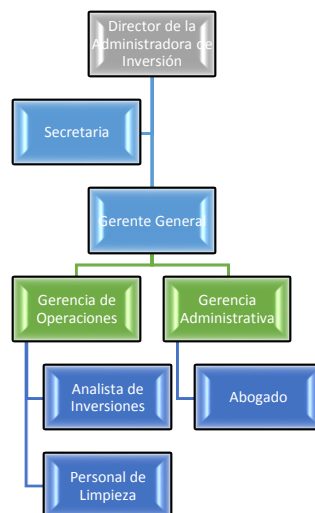 Director de la
Administradora de
Inversión
Secretaria
Gerente General
Gerencia de
Operaciones
Gerencia
Administrativa
Analista de
Inversiones
Abogado
Personal de
Limpieza